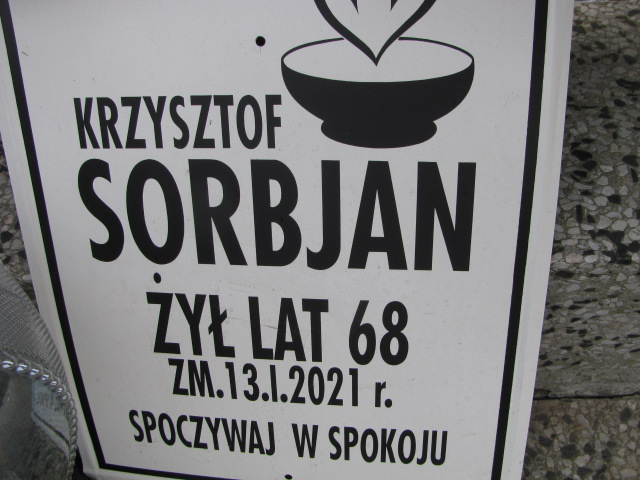 KRZYSZTOF
SORBJAN
ŻYŁ LAT 68
ZM.13.I.2021 r.
SPOCZYWAJ W SPOKOJU